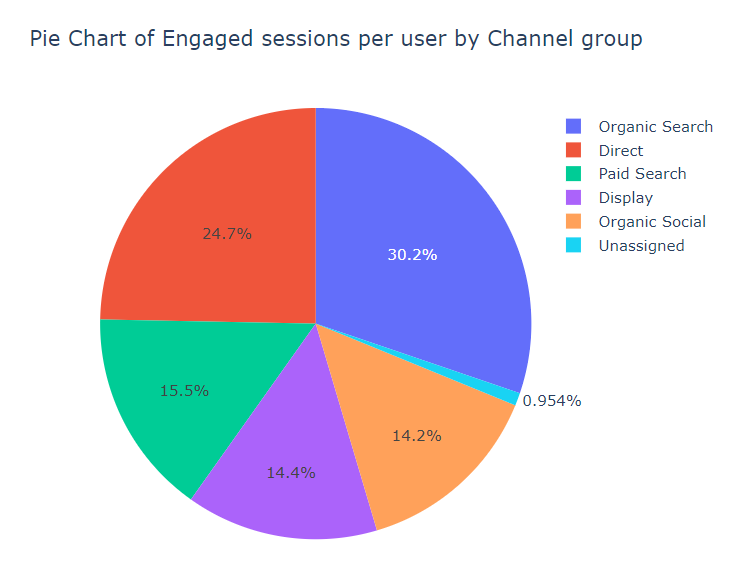 Pie Chart of Engaged sessions per user by Channel group
Organic Search
Direct
Paid Search
Display
Organic Social
Unassigned
24.7%
30.2%
15.5%
0.954%
14.2%
14.4%